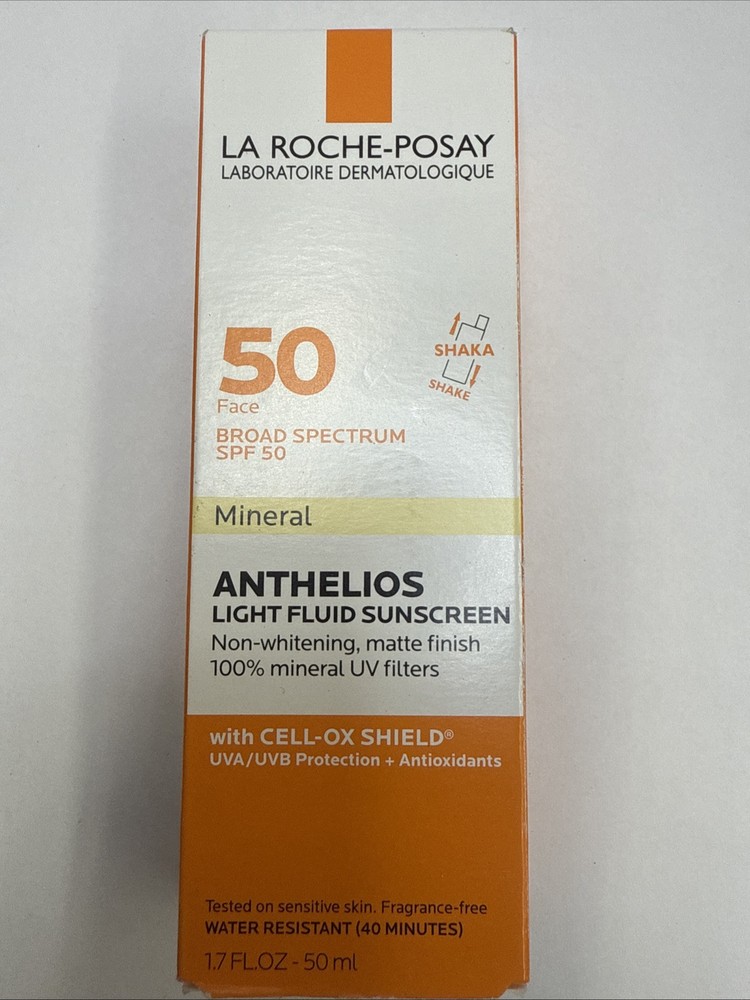 LA ROCHE-POSAY
LABORATOIRE DERMATOLOGIQUE
50
Face
SHAKA
SHAKE
BROAD SPECTRUM
SPF 50
Mineral
ANTHELIOS
LIGHT FLUID SUNSCREEN
Non-whitening, matte finish
100% mineral UV filters
with CELL-OX SHIELD®
UVA/UVB Protection + Antioxidants
Tested on sensitive skin. Fragrance-free
WATER RESISTANT (40 MINUTES)
1.7 FL.OZ - 50 ml